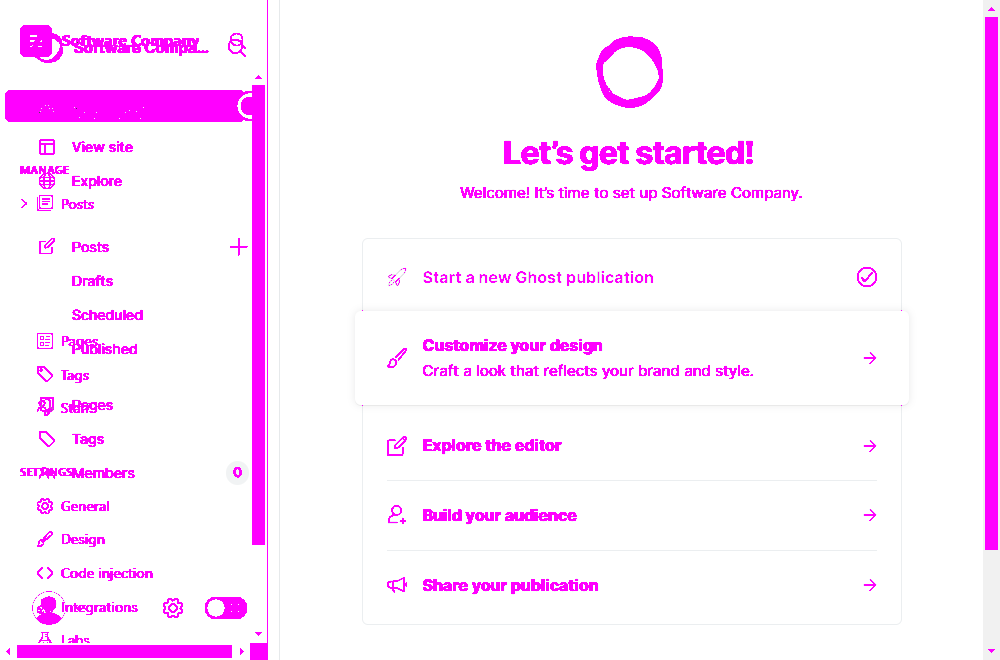 Software Company
Software Compa...
View site
MANAGE
Explore
Posts
Posts
Drafts
Scheduled
Pages
Published
Tags
Staff
Pages
Tags
SETTINGS
Members
0
General
Design
Code injection
Integrations
Labs
Let's get started!
Welcome! It's time to set up Software Company.
Start a new Ghost publication
Customize your design
Craft a look that reflects your brand and style.
Explore the editor
Build your audience
Share your publication